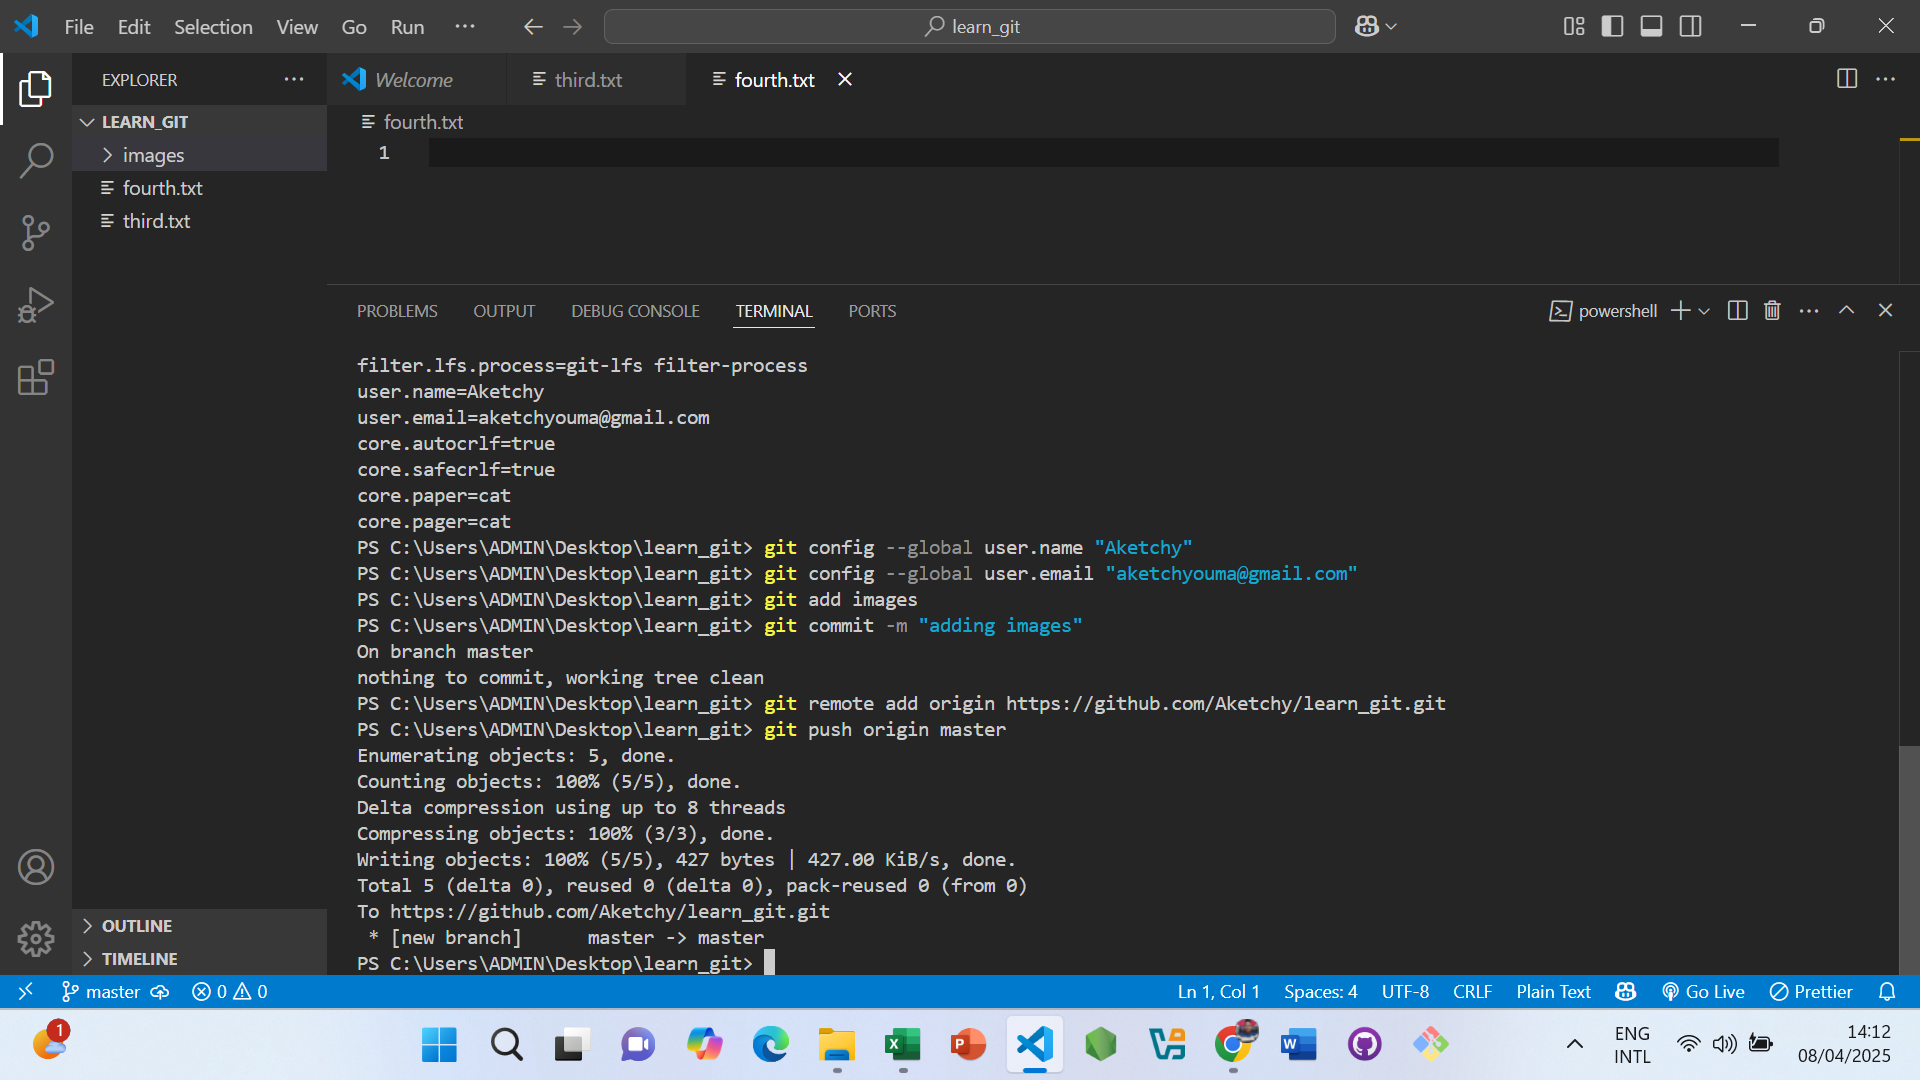 File Edit Selection View Go Run ··· learn_git
EXPLORER ···
Welcome third.txt fourth.txt
LEARN_GIT
images
fourth.txt
third.txt
fourth.txt
1
PROBLEMS OUTPUT DEBUG CONSOLE TERMINAL PORTS powershell
filter.lfs.process=git-lfs filter-process
user.name=Aketchy
user.email=aketchyouma@gmail.com
core.autocrlf=true
core.safecrlf=true
core.paper=cat
core.pager=cat
PS C:\Users\ADMIN\Desktop\learn_git> git config --global user.name "Aketchy"
PS C:\Users\ADMIN\Desktop\learn_git> git config --global user.email "aketchyouma@gmail.com"
PS C:\Users\ADMIN\Desktop\learn_git> git add images
PS C:\Users\ADMIN\Desktop\learn_git> git commit -m "adding images"
On branch master
nothing to commit, working tree clean
PS C:\Users\ADMIN\Desktop\learn_git> git remote add origin https://github.com/Aketchy/learn_git.git
PS C:\Users\ADMIN\Desktop\learn_git> git push origin master
Enumerating objects: 5, done.
Counting objects: 100% (5/5), done.
Delta compression using up to 8 threads
Compressing objects: 100% (3/3), done.
Writing objects: 100% (5/5), 427 bytes | 427.00 KiB/s, done.
Total 5 (delta 0), reused 0 (delta 0), pack-reused 0 (from 0)
To https://github.com/Aketchy/learn_git.git
 * [new branch]      master -> master
PS C:\Users\ADMIN\Desktop\learn_git>
OUTLINE
TIMELINE
master 0 0 Ln 1, Col 1 Spaces: 4 UTF-8 CRLF Plain Text Go Live Prettier
1
ENG
INTL
14:12
08/04/2025